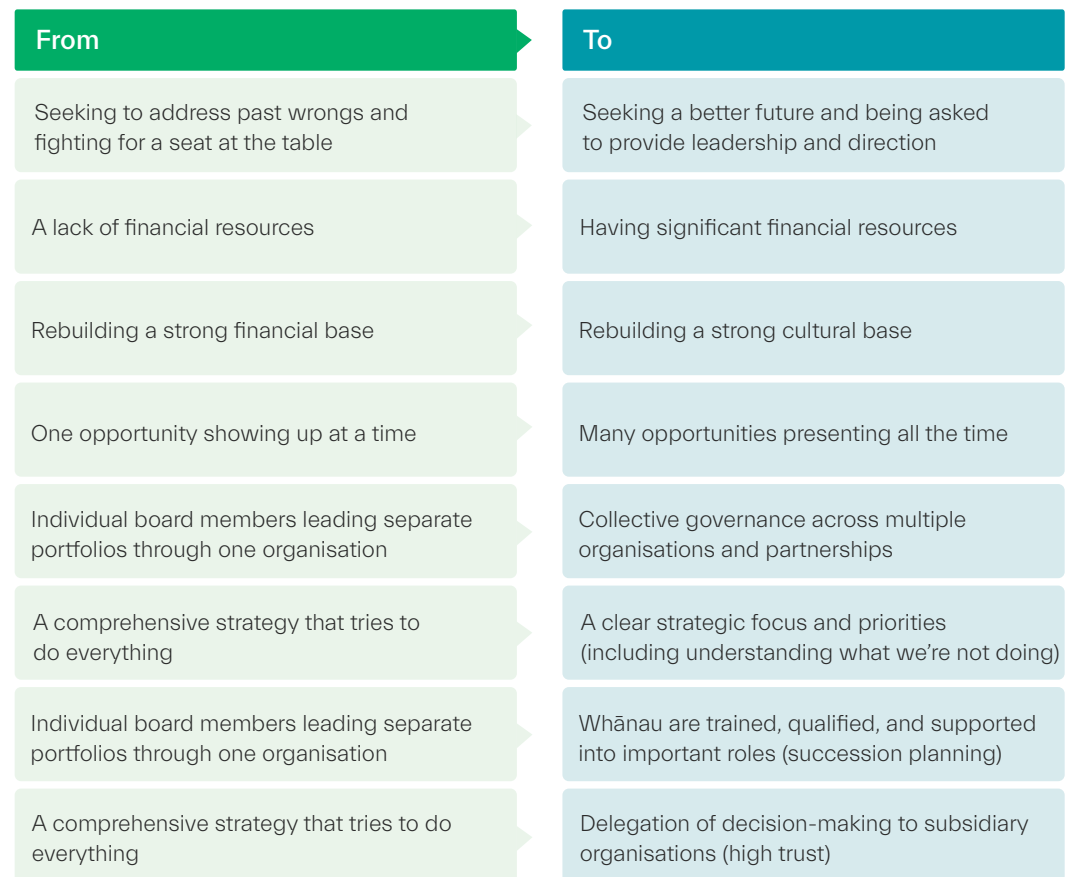 From
To
Seeking to address past wrongs and
fighting for a seat at the table
Seeking a better future and being asked
to provide leadership and direction
A lack of financial resources
Having significant financial resources
Rebuilding a strong financial base
Rebuilding a strong cultural base
One opportunity showing up at a time
Many opportunities presenting all the time
Individual board members leading separate
portfolios through one organisation
Collective governance across multiple
organisations and partnerships
A comprehensive strategy that tries to
do everything
A clear strategic focus and priorities
(including understanding what we're not doing)
Individual board members leading separate
portfolios through one organisation
Whānau are trained, qualified, and supported
into important roles (succession planning)
A comprehensive strategy that tries to do
everything
Delegation of decision-making to subsidiary
organisations (high trust)